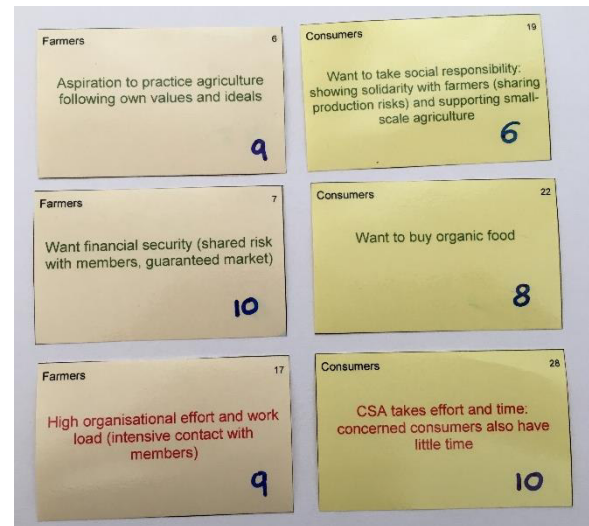 Farmers 6
Aspiration to practice agriculture
following own values and ideals
9
Consumers 19
Want to take social responsibility:
showing solidarity with farmers (sharing
production risks) and supporting small-
scale agriculture
6
Farmers 7
Want financial security (shared risk
with members, guaranteed market)
10
Consumers 22
Want to buy organic food
8
Farmers 17
High organisational effort and work
load (intensive contact with
members)
9
Consumers 28
CSA takes effort and time:
concerned consumers also have
little time
10